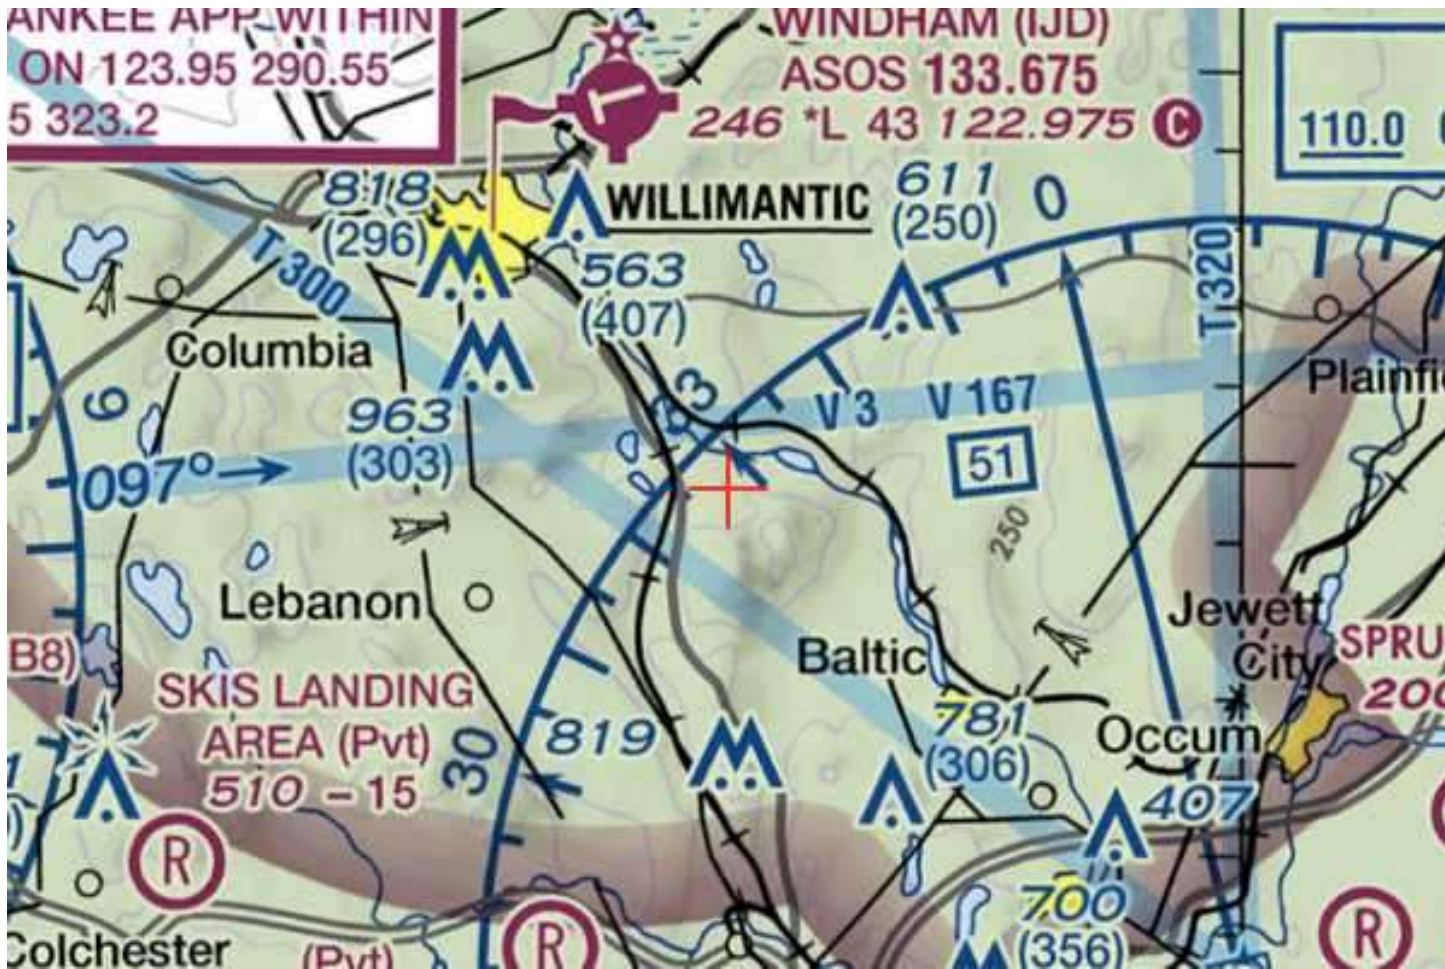 ANKEE APP WITHIN
ON 123.95 290.55
5 323.2
WINDHAM (IJD)
ASOS 133.675
246 *L 43 122.975 C
110.0
818
(296)
WILLIMANTIC
611
(250)
0
T 300
563
(407)
T 320
Columbia
Plainfi
6
3
963
(303)
V 3 V 167
097°
51
250
Lebanon
Jewett
City
B8)
Baltic
SPRU
200
SKIS LANDING
AREA (Pvt)
510 - 15
819
30
781
(306)
Occum
407
R
700
(356)
R
R
Colchester
(Pvt)